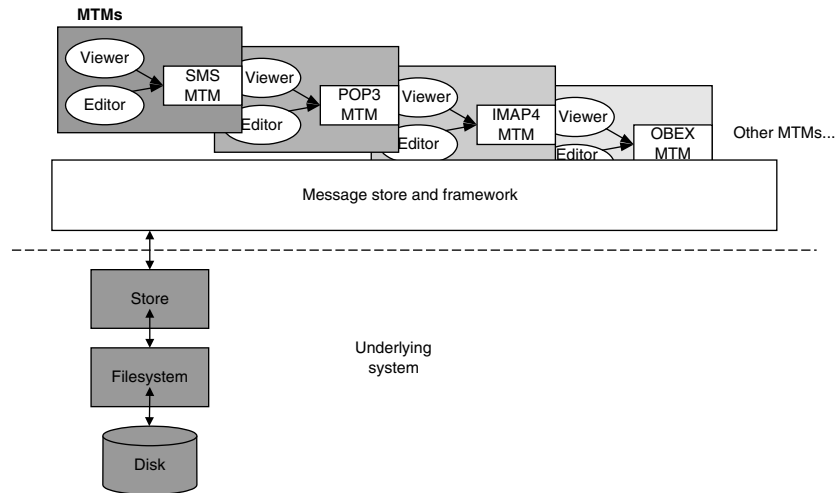 MTMs
Viewer
Editor
SMS
MTM
Viewer
Editor
POP3
MTM
Viewer
Editor
IMAP4
MTM
Viewer
Editor
OBEX
MTM
Other MTMs...
Message store and framework
Store
Filesystem
Disk
Underlying
system